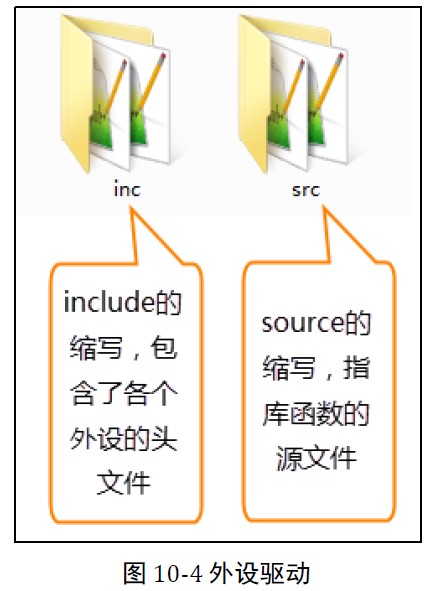 inc
src
include的
缩写，包
含了各个
外设的头
文件
source的
缩写，指
库函数的
源文件
图 10-4 外设驱动